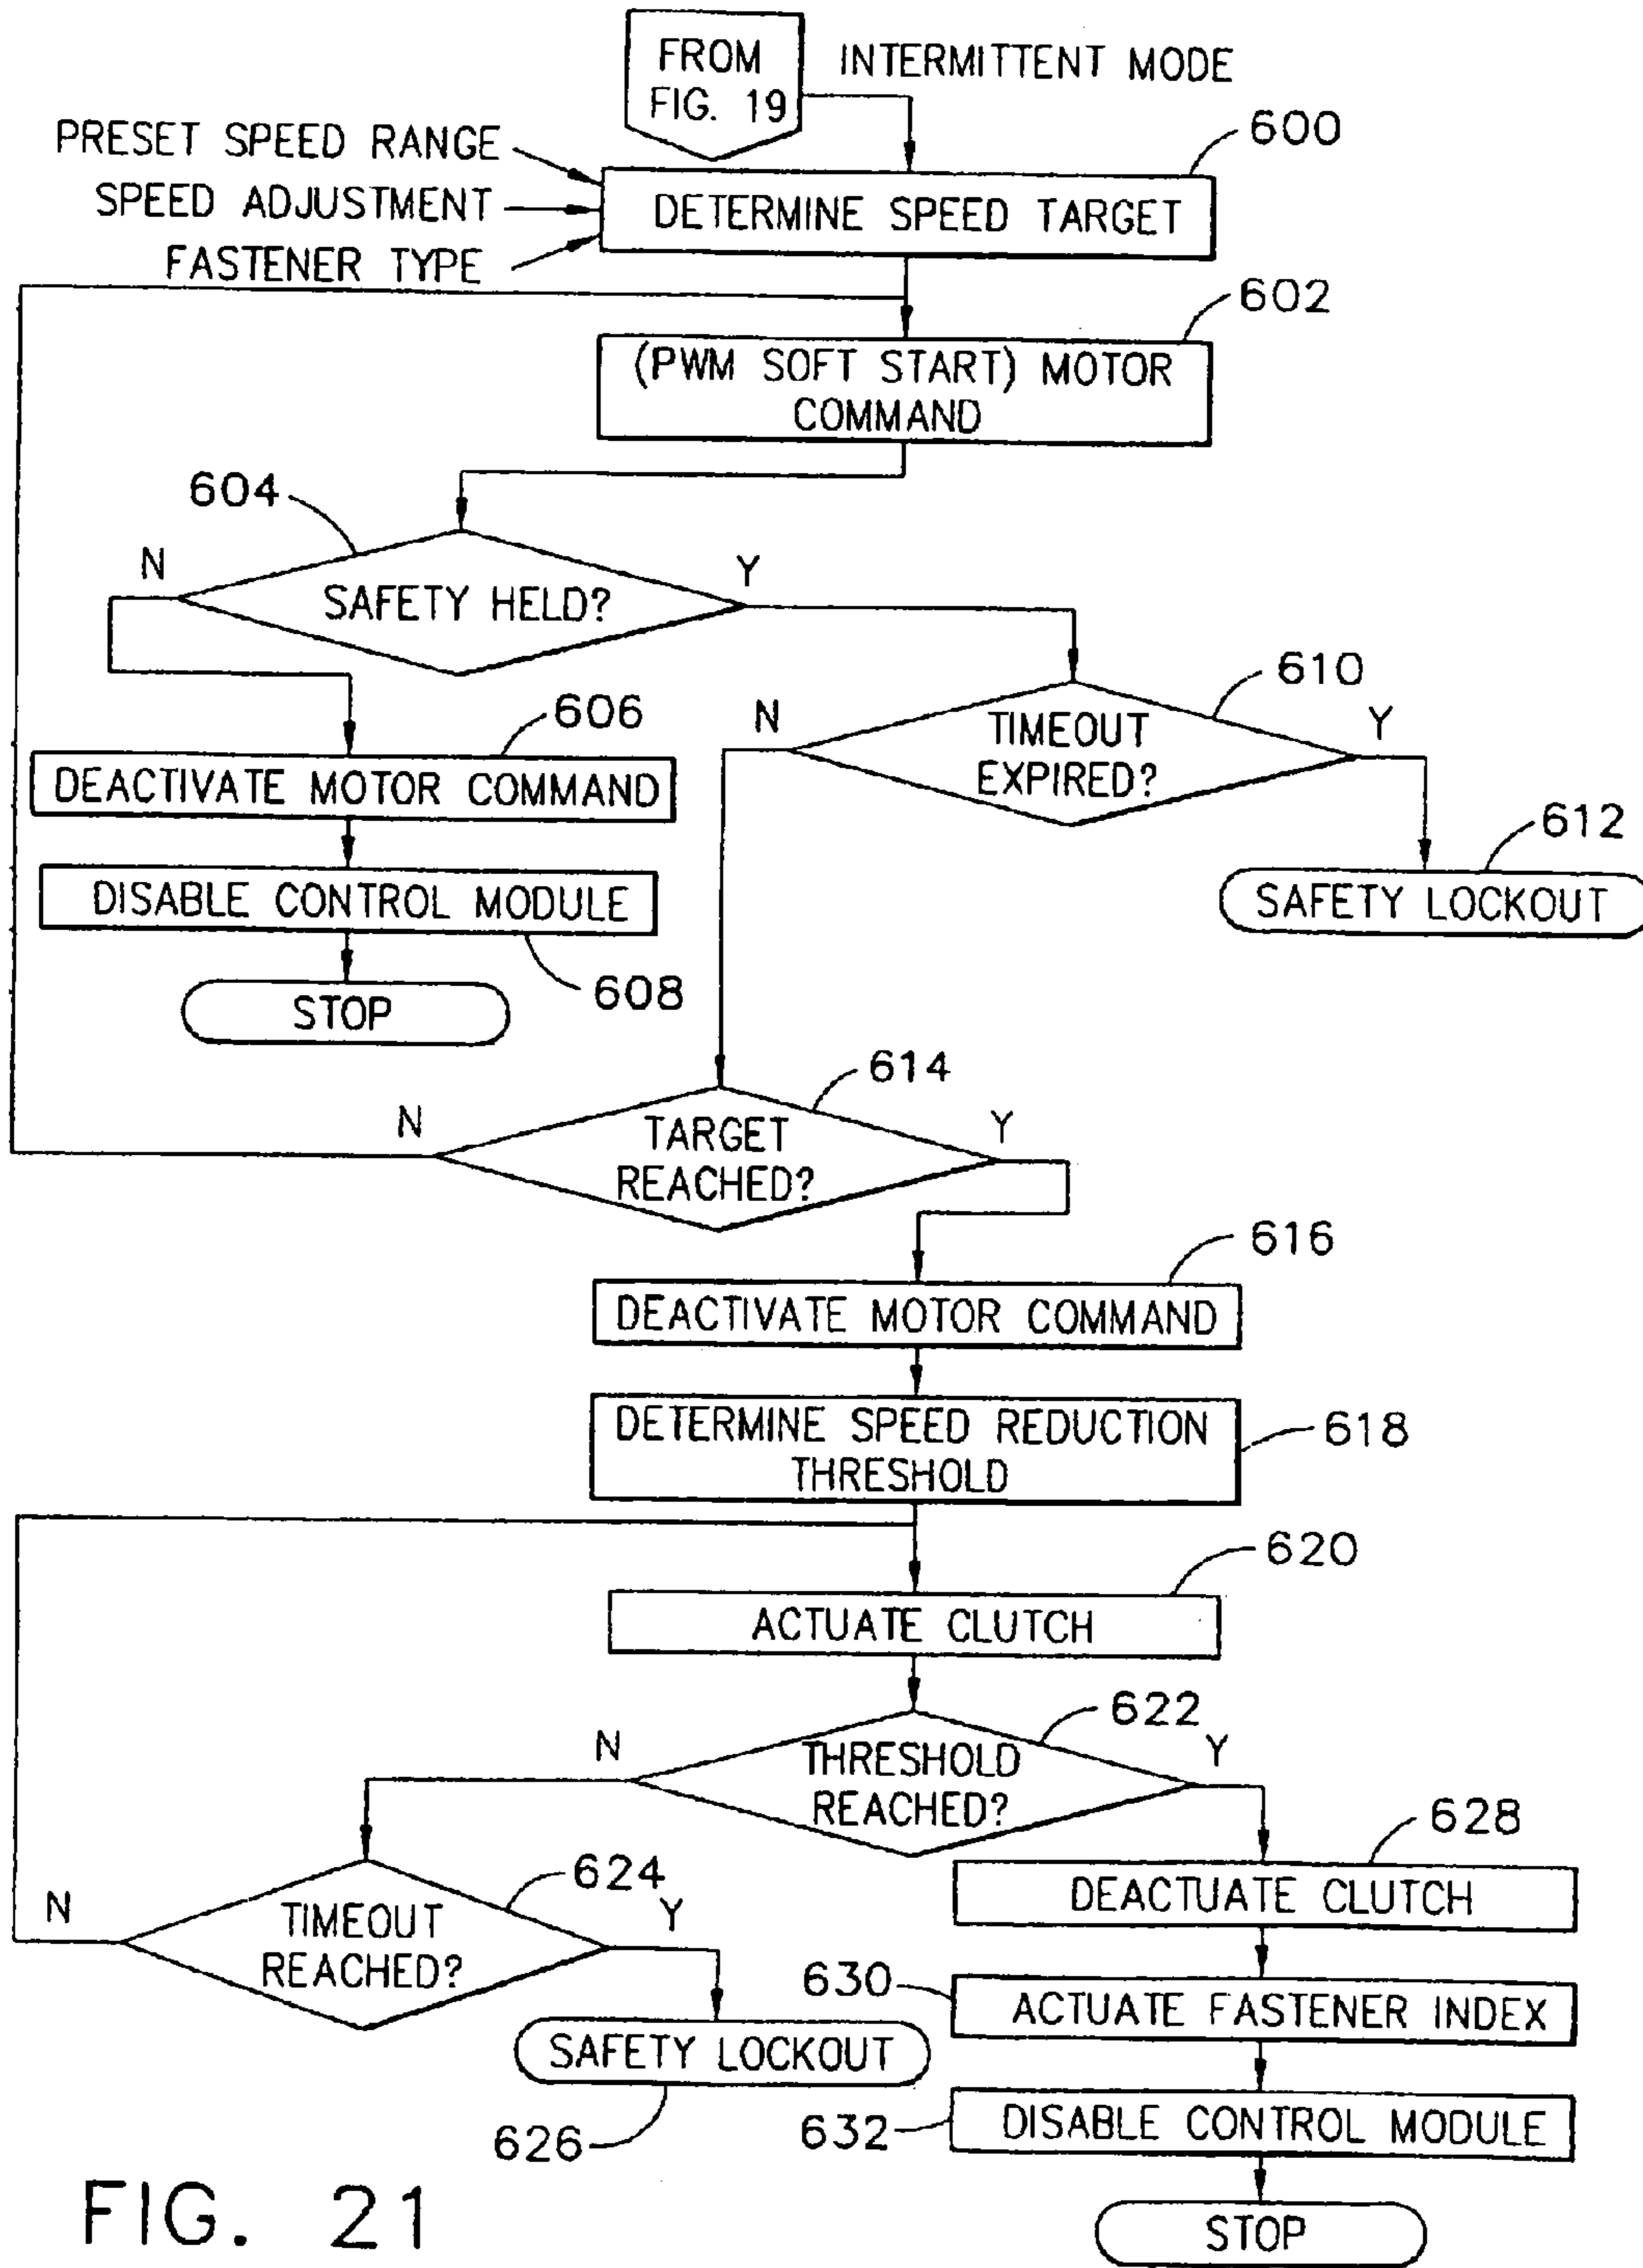 FROM
FIG. 19
INTERMITTENT MODE
PRESET SPEED RANGE
SPEED ADJUSTMENT
FASTENER TYPE
600
DETERMINE SPEED TARGET
602
(PWM SOFT START) MOTOR
COMMAND
604
N
SAFETY HELD?
Y
606
DEACTIVATE MOTOR COMMAND
DISABLE CONTROL MODULE
608
STOP
610
N
TIMEOUT
EXPIRED?
Y
612
SAFETY LOCKOUT
614
N
TARGET
REACHED?
Y
616
DEACTIVATE MOTOR COMMAND
DETERMINE SPEED REDUCTION
THRESHOLD
618
620
ACTUATE CLUTCH
622
N
THRESHOLD
REACHED?
Y
624
N
TIMEOUT
REACHED?
Y
SAFETY LOCKOUT
626
628
DEACTUATE CLUTCH
630
ACTUATE FASTENER INDEX
632
DISABLE CONTROL MODULE
STOP
FIG. 21